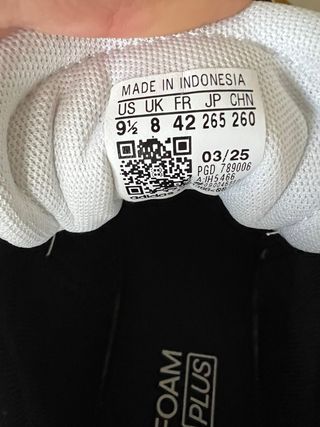 MADE IN INDONESIA
US UK FR JP CHN
9½ 8 42 265 260
03/25
PGD 789006
adidas
FOAM
PLUS